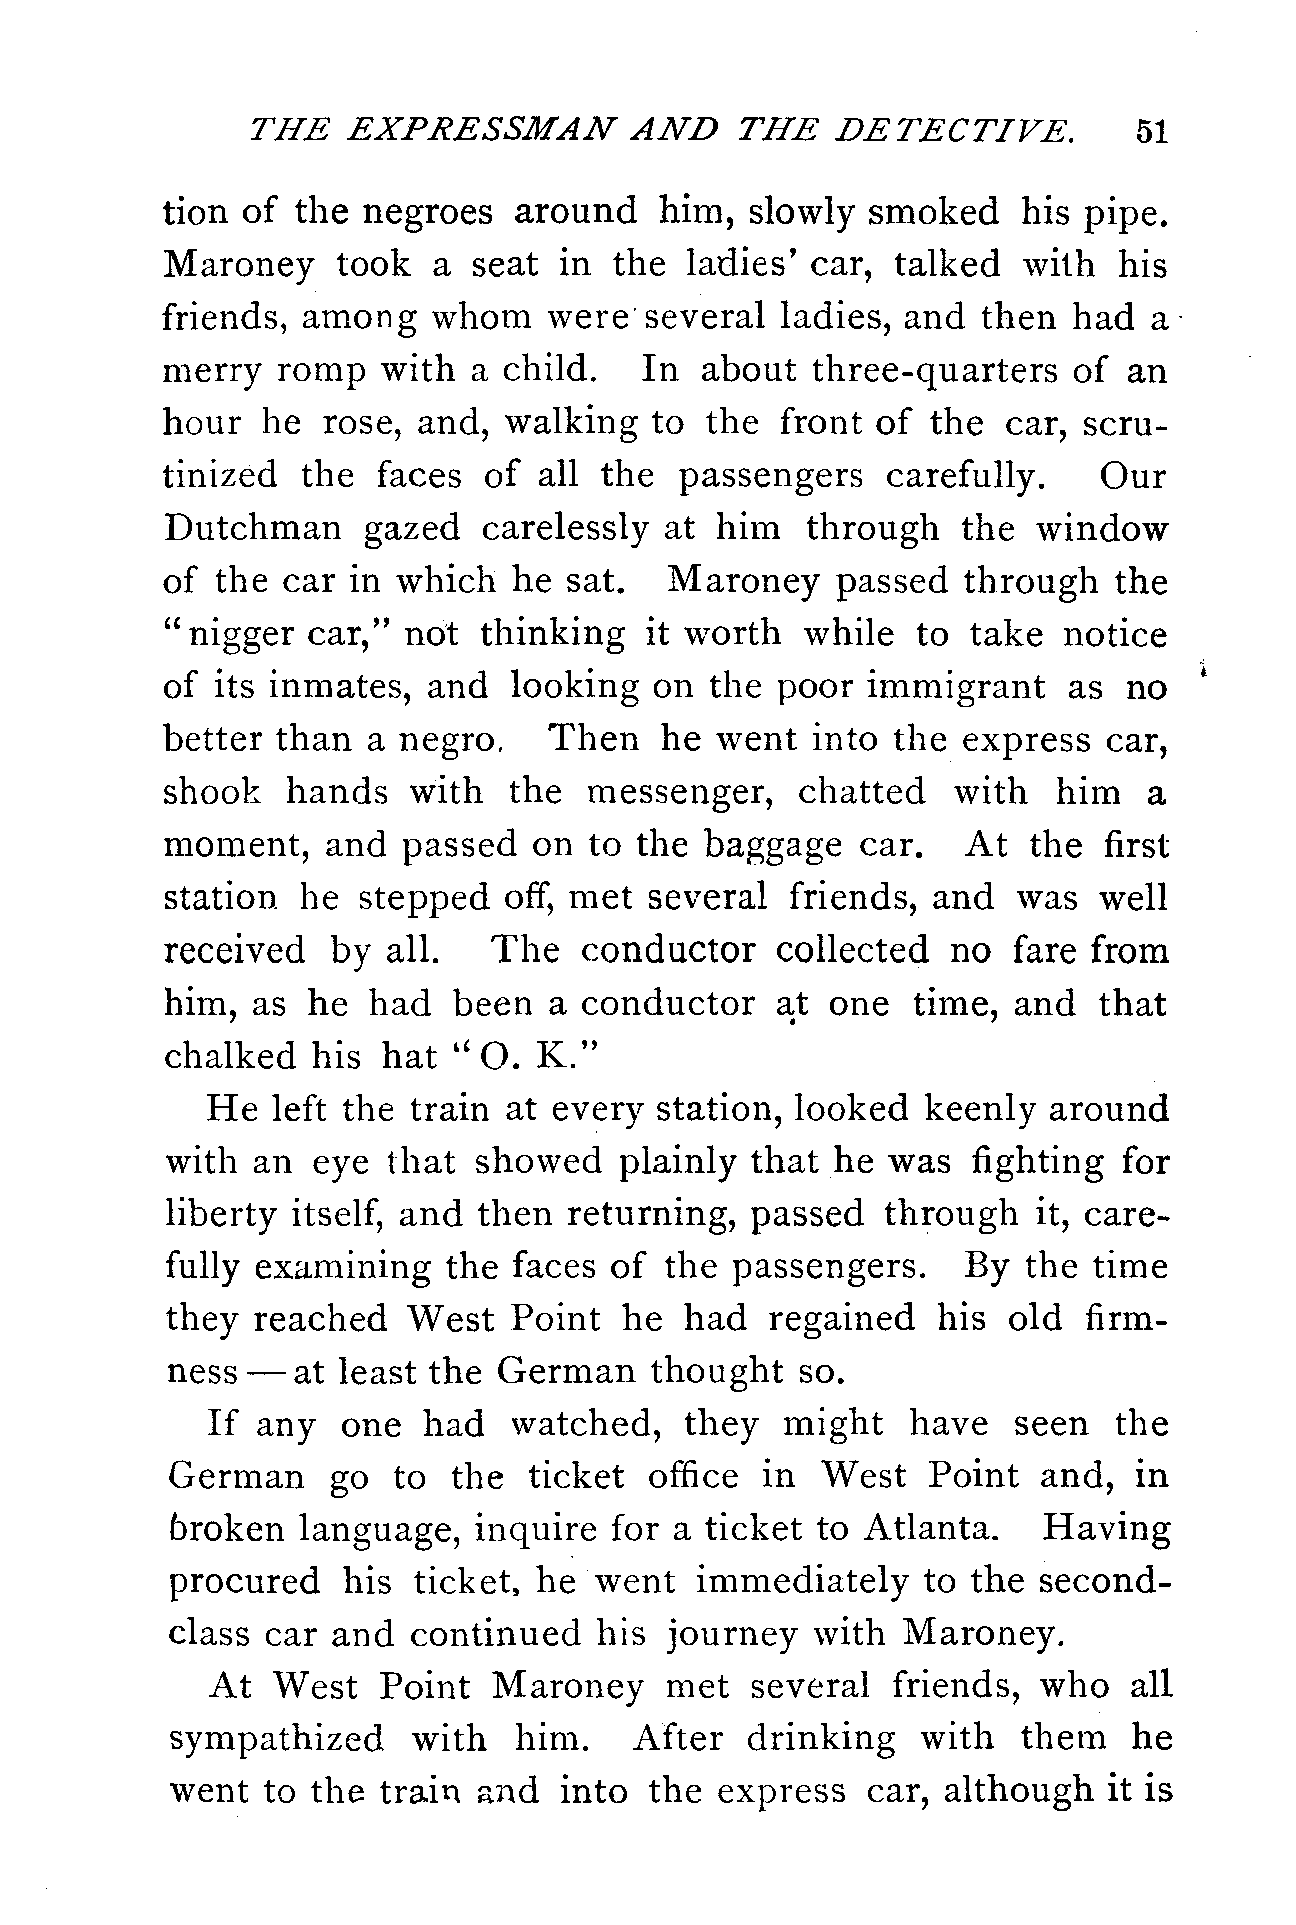 THE EXPRESSMAN AND THE DETECTIVE. 51
tion of the negroes around him, slowly smoked his pipe.
Maroney took a seat in the ladies' car, talked with his
friends, among whom were several ladies, and then had a
merry romp with a child. In about three-quarters of an
hour he rose, and, walking to the front of the car, scru-
tinized the faces of all the passengers carefully. Our
Dutchman gazed carelessly at him through the window
of the car in which he sat. Maroney passed through the
"nigger car," not thinking it worth while to take notice
of its inmates, and looking on the poor immigrant as no
better than a negro. Then he went into the express car,
shook hands with the messenger, chatted with him a
moment, and passed on to the baggage car. At the first
station he stepped off, met several friends, and was well
received by all. The conductor collected no fare from
him, as he had been a conductor at one time, and that
chalked his hat "O. K."
He left the train at every station, looked keenly around
with an eye that showed plainly that he was fighting for
liberty itself, and then returning, passed through it, care-
fully examining the faces of the passengers. By the time
they reached West Point he had regained his old firm-
ness — at least the German thought so.
If any one had watched, they might have seen the
German go to the ticket office in West Point and, in
broken language, inquire for a ticket to Atlanta. Having
procured his ticket, he went immediately to the second-
class car and continued his journey with Maroney.
At West Point Maroney met several friends, who all
sympathized with him. After drinking with them he
went to the train and into the express car, although it is